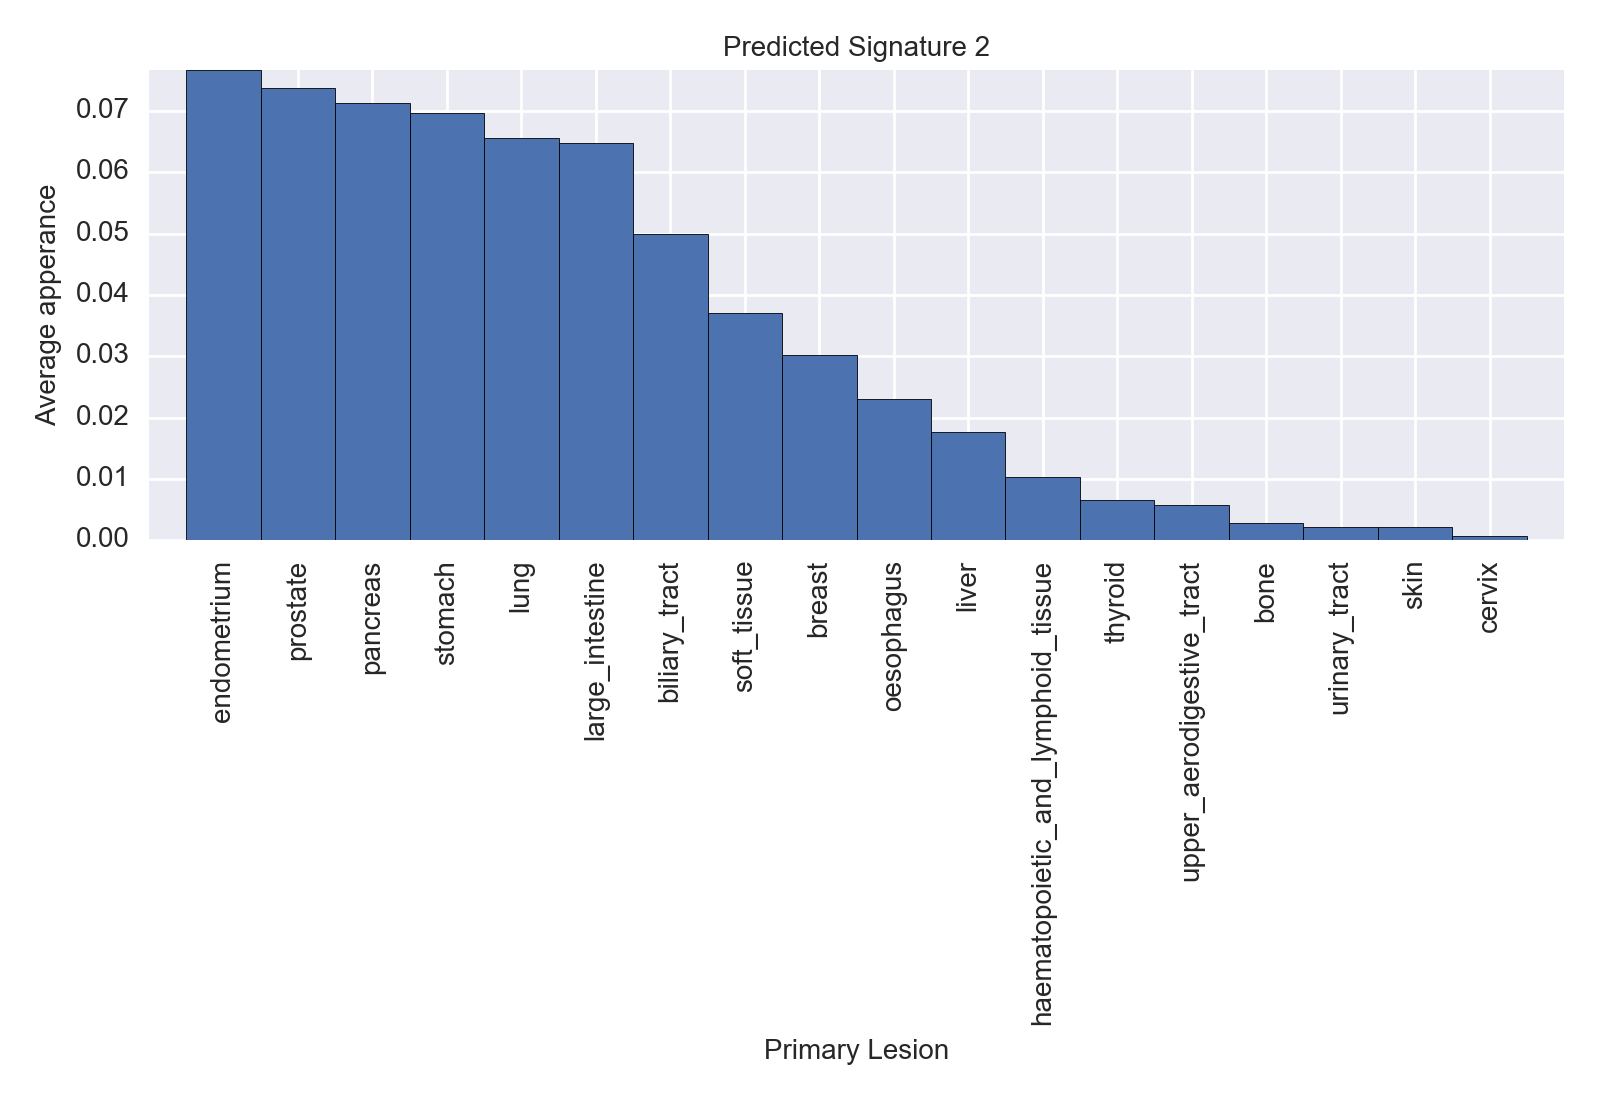 Predicted Signature 2
Average apperance
0.07
0.06
0.05
0.04
0.03
0.02
0.01
0.00
endometrium
prostate
pancreas
stomach
lung
large_intestine
biliary_tract
soft_tissue
breast
oesophagus
liver
haematopoietic_and_lymphoid_tissue
thyroid
upper_aerodigestive_tract
bone
urinary_tract
skin
cervix
Primary Lesion